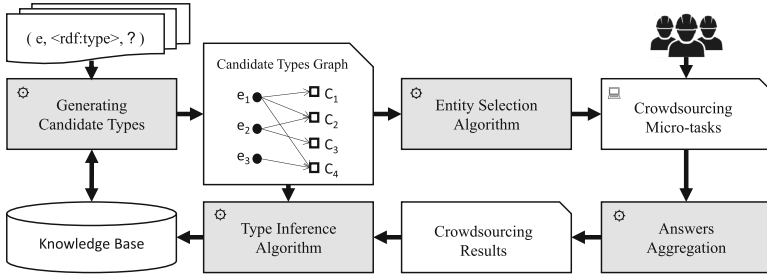 ( e, <rdf:type>, ? )
Generating
Candidate Types
Candidate Types Graph
e1
e2
e3
C1
C2
C3
C4
Entity Selection
Algorithm
Crowdsourcing
Micro-tasks
Knowledge Base
Type Inference
Algorithm
Crowdsourcing
Results
Answers
Aggregation